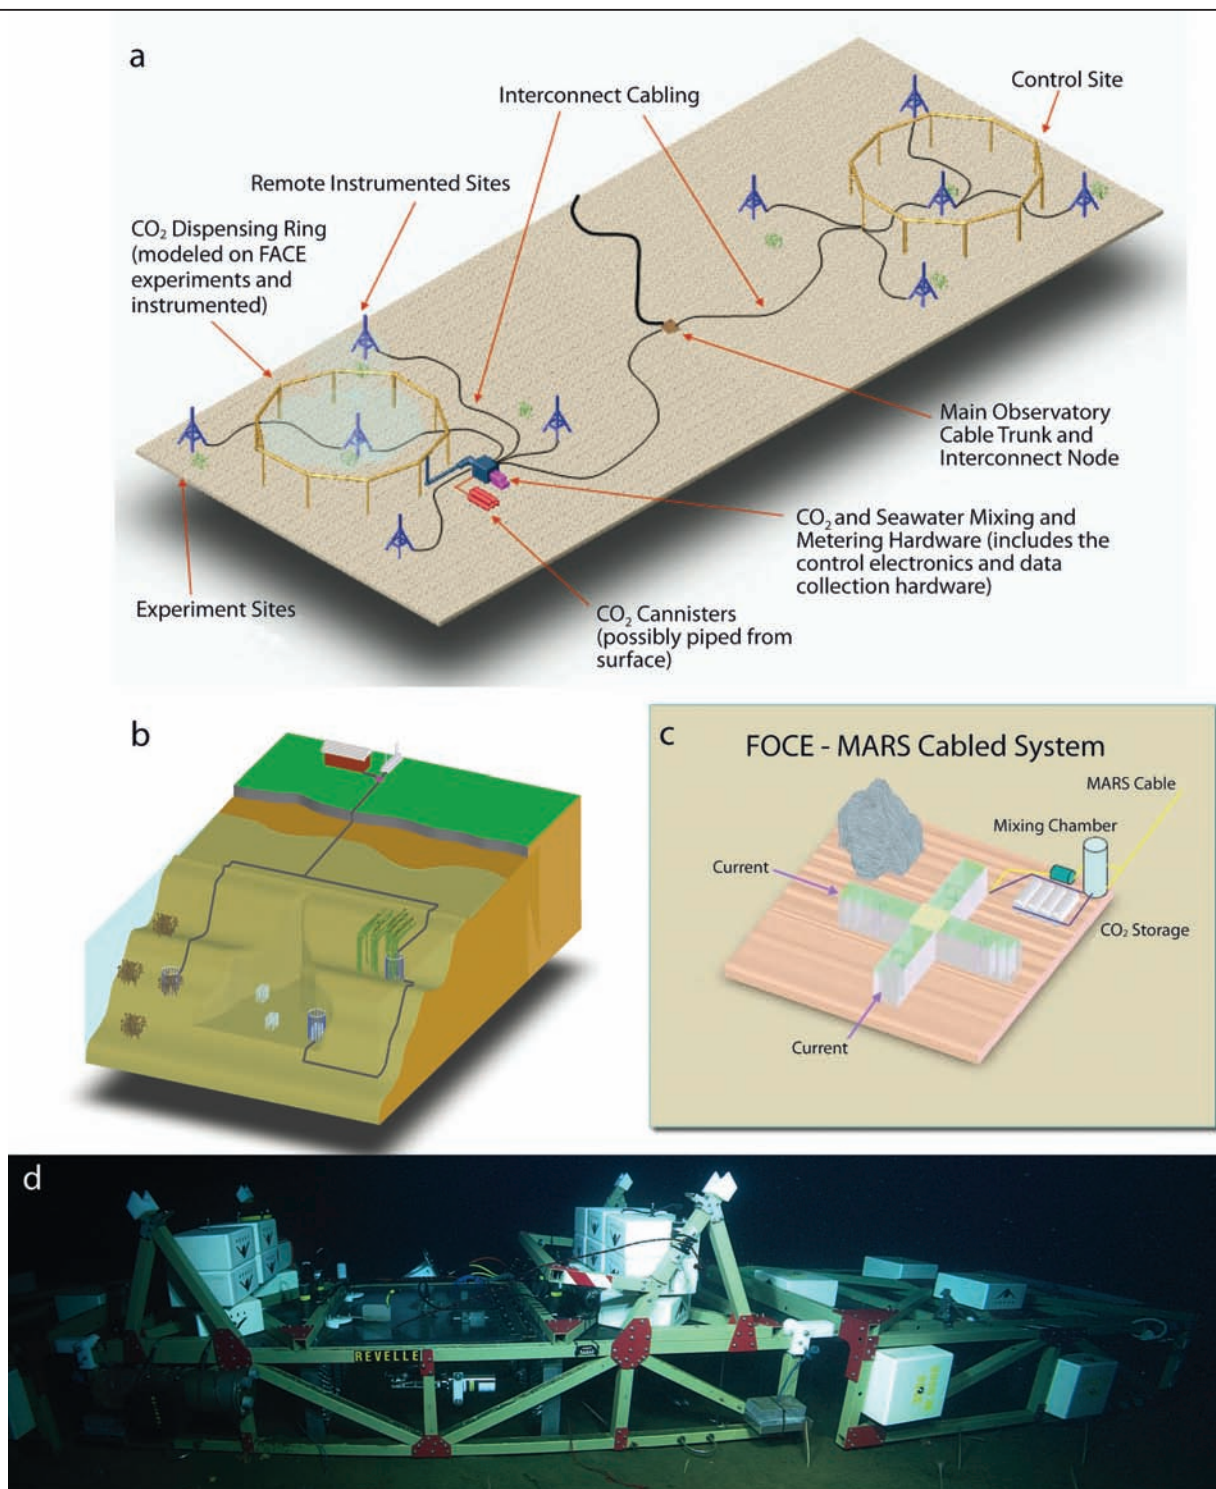 a
Interconnect Cabling
Control Site
Remote Instrumented Sites
CO₂ Dispensing Ring
(modeled on FACE
experiments and
instrumented)
Main Observatory
Cable Trunk and
Interconnect Node
CO₂ and Seawater Mixing and
Metering Hardware (includes the
control electronics and data
collection hardware)
Experiment Sites
CO₂ Cannisters
(possibly piped from
surface)
b
c
FOCE - MARS Cabled System
MARS Cable
Mixing Chamber
Current
CO₂ Storage
Current
d
REVELLE